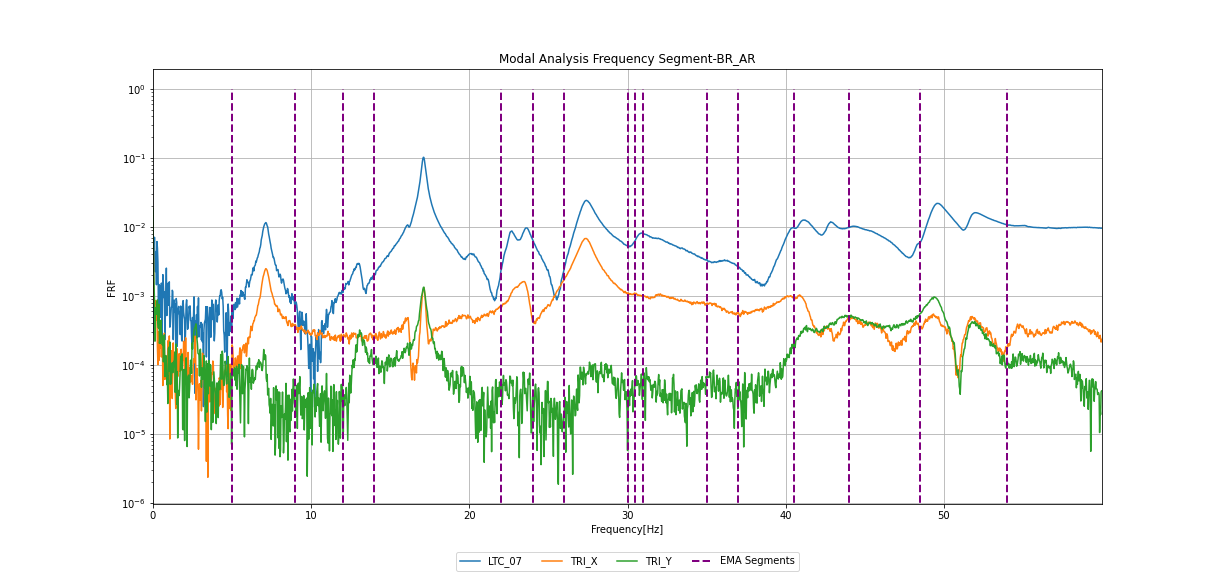 Modal Analysis Frequency Segment-BR_AR
FRF
10⁰
10⁻¹
10⁻²
10⁻³
10⁻⁴
10⁻⁵
10⁻⁶
0 10 20 30 40 50
Frequency[Hz]
LTC_07 TRI_X TRI_Y EMA Segments